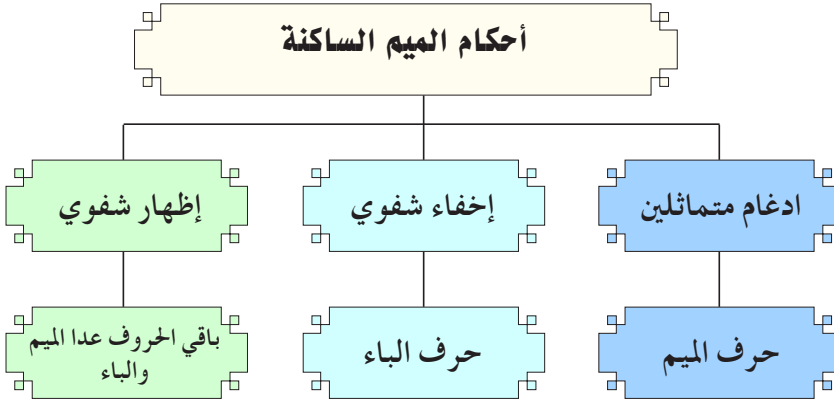 أحكام الميم الساكنة
ادغام متماثلين
إخفاء شفوي
إظهار شفوي
حرف الميم
حرف الباء
باقي الحروف عدا الميم
والباء